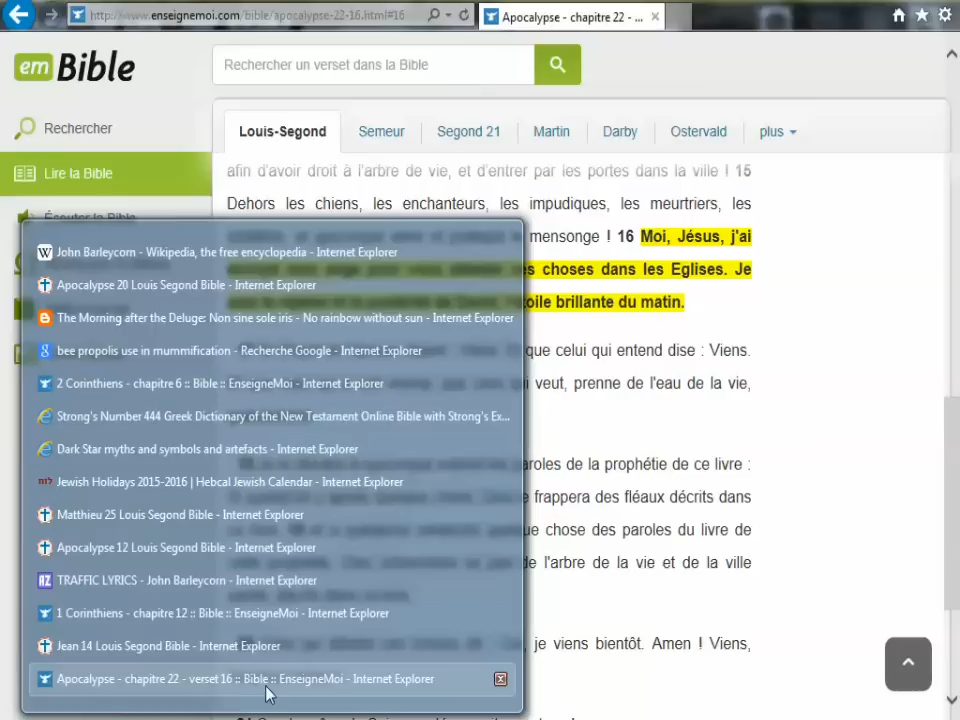 http://www.enseignemoi.com/bible/apocalypse-22-16.html#16
Apocalypse - chapitre 22 - ...
em Bible
Rechercher un verset dans la Bible
Rechercher
Lire la Bible
Écouter la Bible
Louis-Segond Semeur Segond 21 Martin Darby Ostervald plus
afin d'avoir droit à l'arbre de vie, et d'entrer par les portes dans la ville ! 15
Dehors les chiens, les enchanteurs, les impudiques, les meurtriers, les
mensonge ! 16 Moi, Jésus, j'ai
choses dans les Eglises. Je
toile brillante du matin.
que celui qui entend dise : Viens.
veut, prenne de l'eau de la vie,
roles de la prophétie de ce livre :
frappera des fléaux décrits dans
que chose des paroles du livre de
de l'arbre de la vie et de la ville
, je viens bientôt. Amen ! Viens,
John Barleycorn - Wikipedia, the free encyclopedia - Internet Explorer
Apocalypse 20 Louis Segond Bible - Internet Explorer
The Morning after the Deluge: Non sine sole iris - No rainbow without sun - Internet Explorer
bee propolis use in mummification - Recherche Google - Internet Explorer
2 Corinthiens - chapitre 6 :: Bible :: EnseigneMoi - Internet Explorer
Strong's Number 444 Greek Dictionary of the New Testament Online Bible with Strong's Ex...
Dark Star myths and symbols and artefacts - Internet Explorer
Jewish Holidays 2015-2016 | Hebcal Jewish Calendar - Internet Explorer
Matthieu 25 Louis Segond Bible - Internet Explorer
Apocalypse 12 Louis Segond Bible - Internet Explorer
TRAFFIC LYRICS - John Barleycorn - Internet Explorer
1 Corinthiens - chapitre 12 :: Bible :: EnseigneMoi - Internet Explorer
Jean 14 Louis Segond Bible - Internet Explorer
Apocalypse - chapitre 22 - verset 16 :: Bible :: EnseigneMoi - Internet Explorer